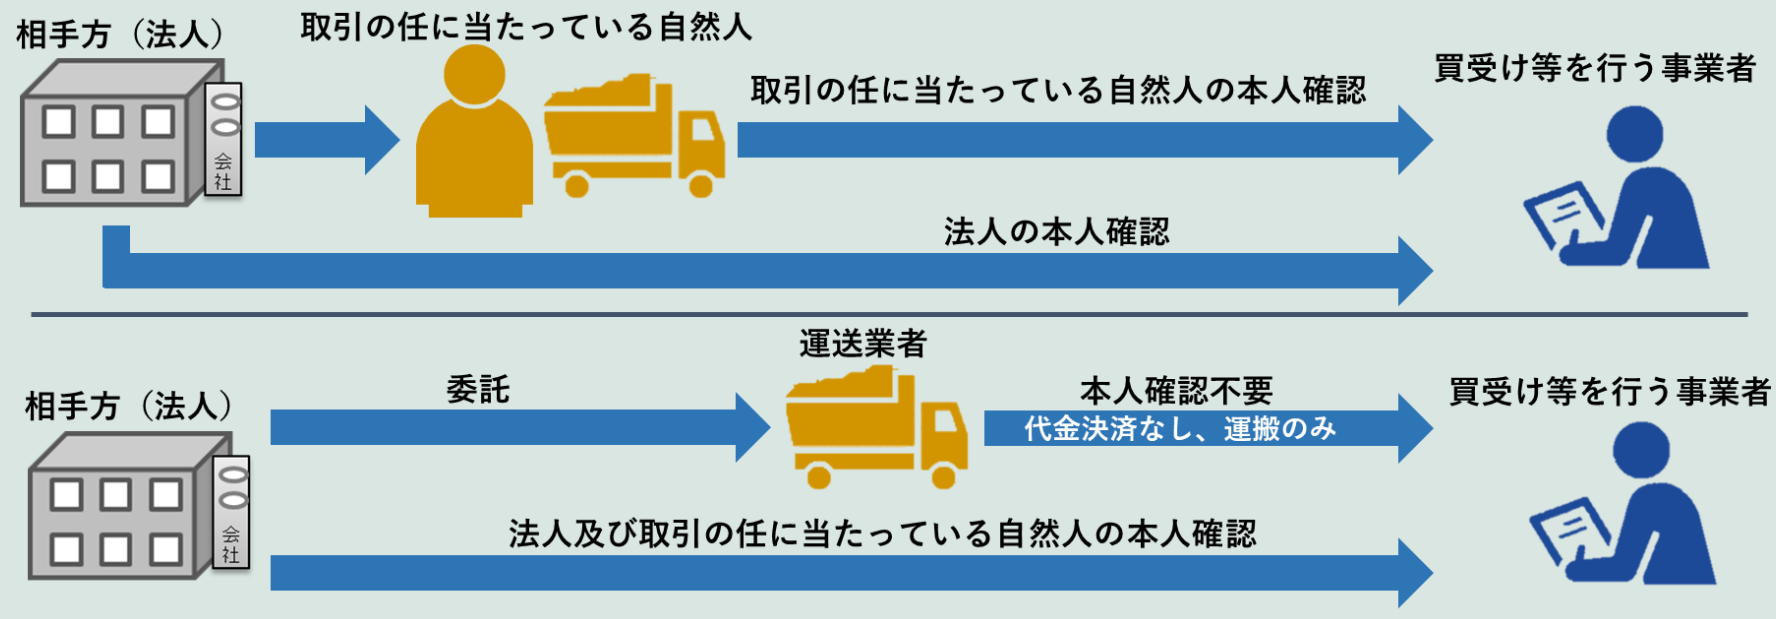 相手方（法人）
取引の任に当たっている自然人
買受け等を行う事業者
取引の任に当たっている自然人の本人確認
会社
法人の本人確認
運送業者
相手方（法人）
委託
本人確認不要
買受け等を行う事業者
代金決済なし、運搬のみ
会社
法人及び取引の任に当たっている自然人の本人確認